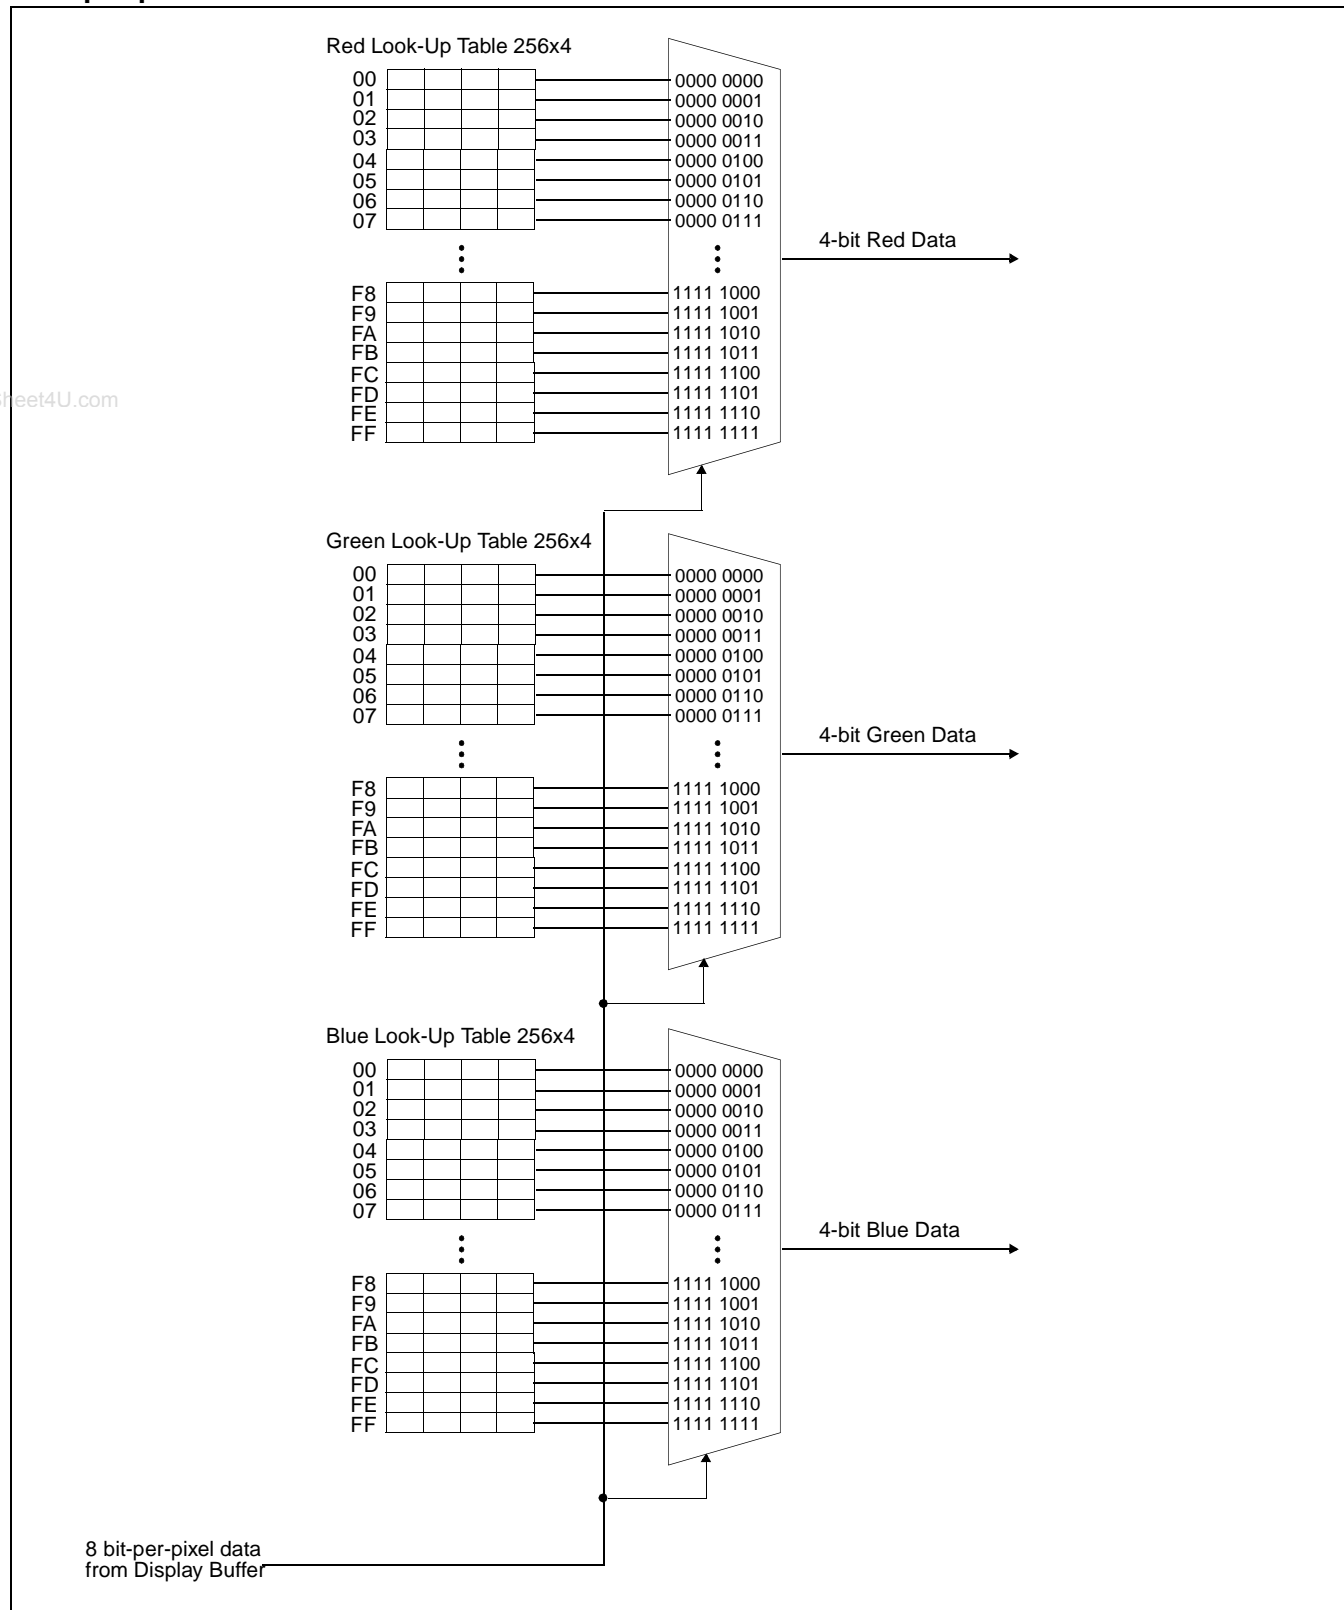 Red Look-Up Table 256x4
00 0000 0000
01 0000 0001
02 0000 0010
03 0000 0011
04 0000 0100
05 0000 0101
06 0000 0110
07 0000 0111
4-bit Red Data
F8 1111 1000
F9 1111 1001
FA 1111 1010
FB 1111 1011
FC 1111 1100
FD 1111 1101
FE 1111 1110
FF 1111 1111
heet4U.com
Green Look-Up Table 256x4
00 0000 0000
01 0000 0001
02 0000 0010
03 0000 0011
04 0000 0100
05 0000 0101
06 0000 0110
07 0000 0111
4-bit Green Data
F8 1111 1000
F9 1111 1001
FA 1111 1010
FB 1111 1011
FC 1111 1100
FD 1111 1101
FE 1111 1110
FF 1111 1111
Blue Look-Up Table 256x4
00 0000 0000
01 0000 0001
02 0000 0010
03 0000 0011
04 0000 0100
05 0000 0101
06 0000 0110
07 0000 0111
4-bit Blue Data
F8 1111 1000
F9 1111 1001
FA 1111 1010
FB 1111 1011
FC 1111 1100
FD 1111 1101
FE 1111 1110
FF 1111 1111
8 bit-per-pixel data
from Display Buffer